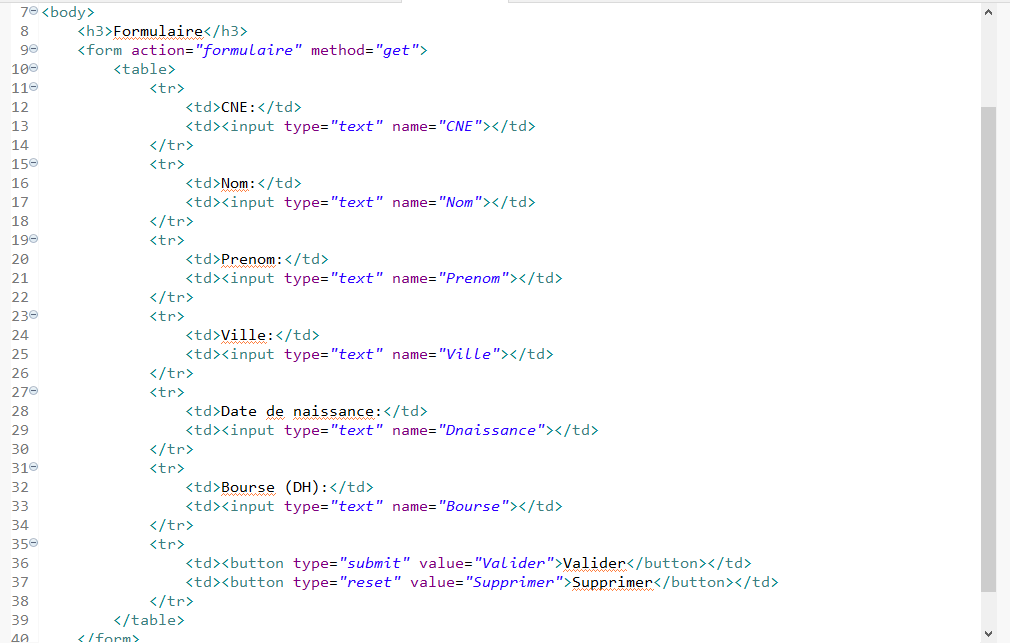 7 <body>
8 <h3>Formulaire</h3>
9 <form action="formulaire" method="get">
10 <table>
11 <tr>
12 <td>CNE:</td>
13 <td><input type="text" name="CNE"></td>
14 </tr>
15 <tr>
16 <td>Nom:</td>
17 <td><input type="text" name="Nom"></td>
18 </tr>
19 <tr>
20 <td>Prenom:</td>
21 <td><input type="text" name="Prenom"></td>
22 </tr>
23 <tr>
24 <td>Ville:</td>
25 <td><input type="text" name="Ville"></td>
26 </tr>
27 <tr>
28 <td>Date de naissance:</td>
29 <td><input type="text" name="Dnaissance"></td>
30 </tr>
31 <tr>
32 <td>Bourse (DH):</td>
33 <td><input type="text" name="Bourse"></td>
34 </tr>
35 <tr>
36 <td><button type="submit" value="Valider">Valider</button></td>
37 <td><button type="reset" value="Supprimer">Supprimer</button></td>
38 </tr>
39 </table>
40 </form>